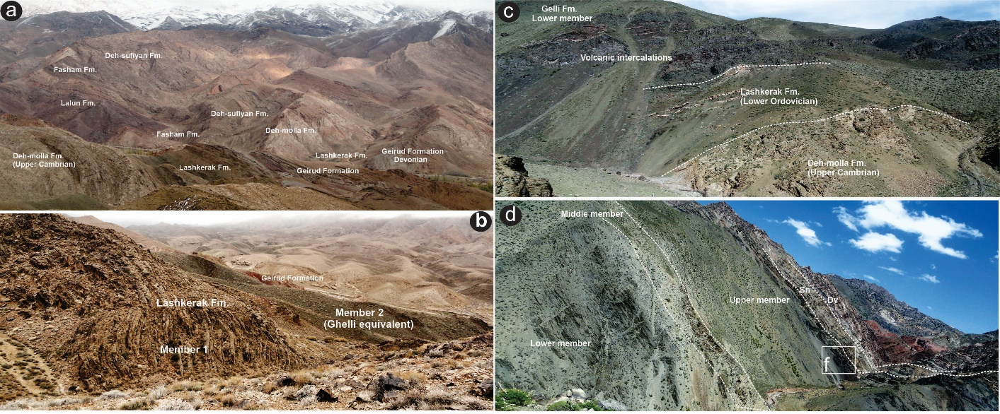 a
Deh-sufiyan Fm.
Fasham Fm.
Lalun Fm.
Deh-sufiyan Fm.
Deh-molla Fm.
Fasham Fm.
Deh-molla Fm.
(Upper Cambrian)
Lashkerak Fm.
Lashkerak Fm.
Geirud Formation
Devonian
Geirud Formation
b
Geirud Formation
Lashkerak Fm.
Member 2
(Ghelli equivalent)
Member 1
c
Gelli Fm.
Lower member
Volcanic intercalations
Lashkerak Fm.
(Lower Ordovician)
Deh-molla Fm.
(Upper Cambrian)
d
Middle member
Sn
Dv
Upper member
Lower member
f